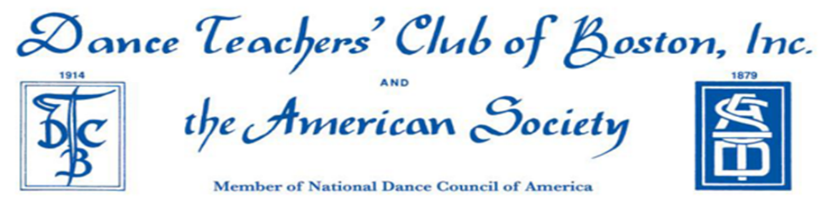 Dance Teachers' Club of Boston, Inc.
1914
AND
1879
DTCB
the American Society
Member of National Dance Council of America